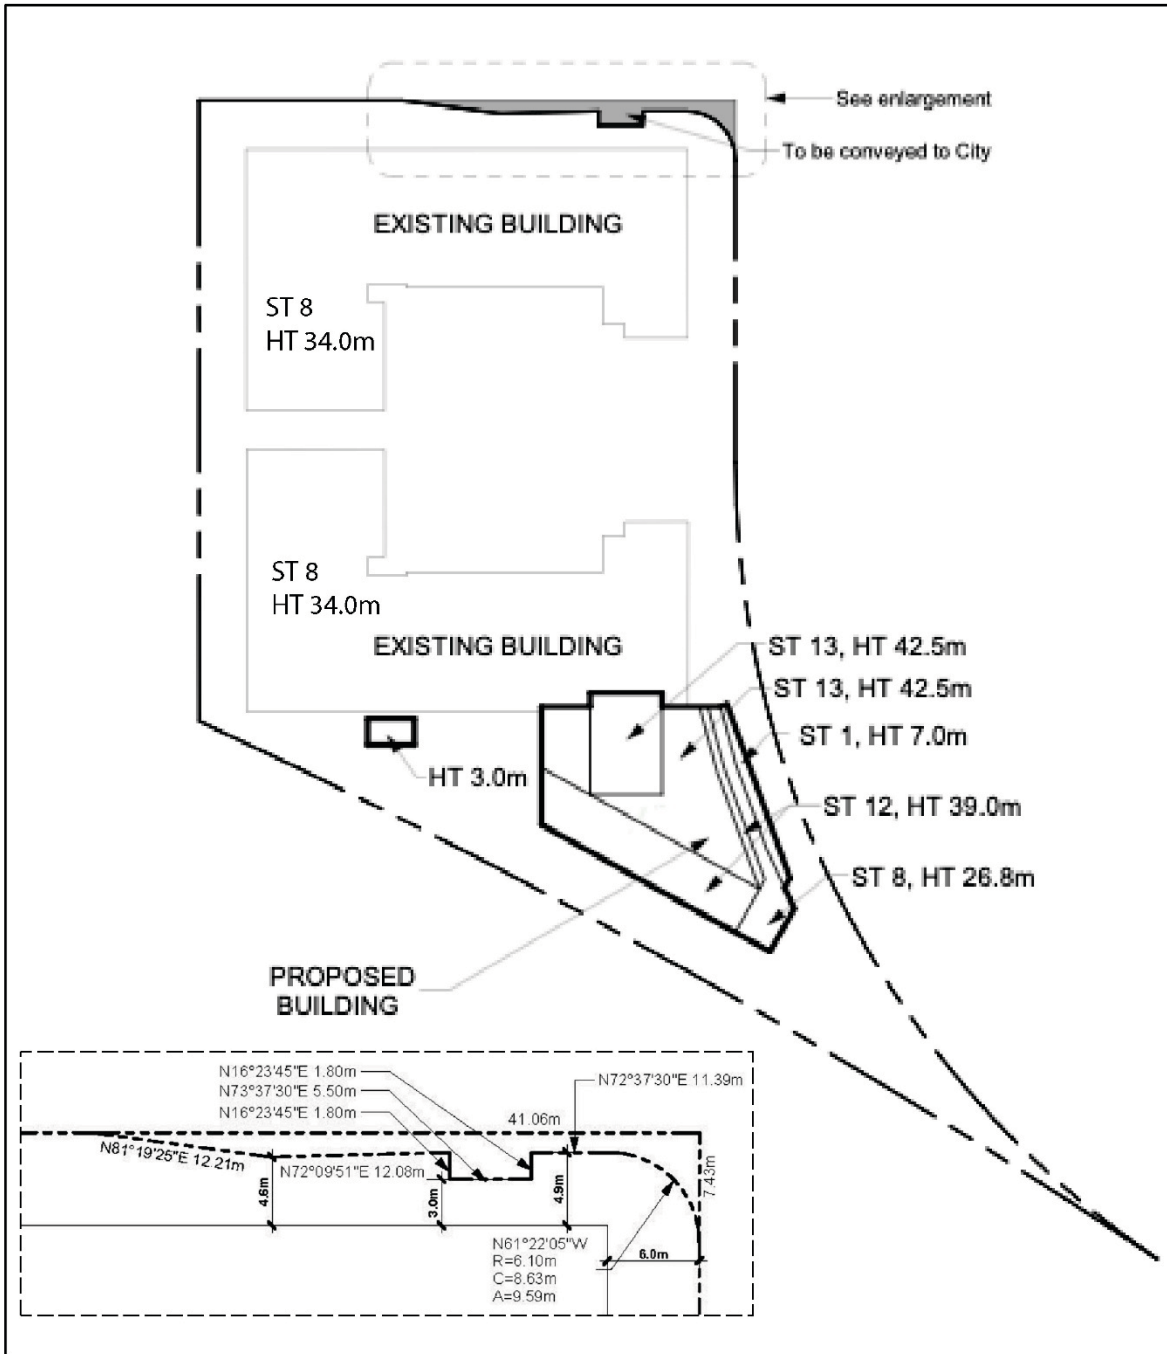 See enlargement
To be conveyed to City
EXISTING BUILDING
ST 8
HT 34.0m
ST 8
HT 34.0m
EXISTING BUILDING
ST 13, HT 42.5m
ST 13, HT 42.5m
ST 1, HT 7.0m
HT 3.0m
ST 12, HT 39.0m
ST 8, HT 26.8m
PROPOSED
BUILDING
N16°23'45"E 1.80m
N73°37'30"E 5.50m
N16°23'45"E 1.80m
N72°37'30"E 11.39m
41.06m
N81°19'25"E 12.21m
N72°09'51"E 12.08m
7.43m
4.6m
3.0m
4.9m
N61°22'05"W
R=6.10m
C=8.63m
A=9.59m
6.0m